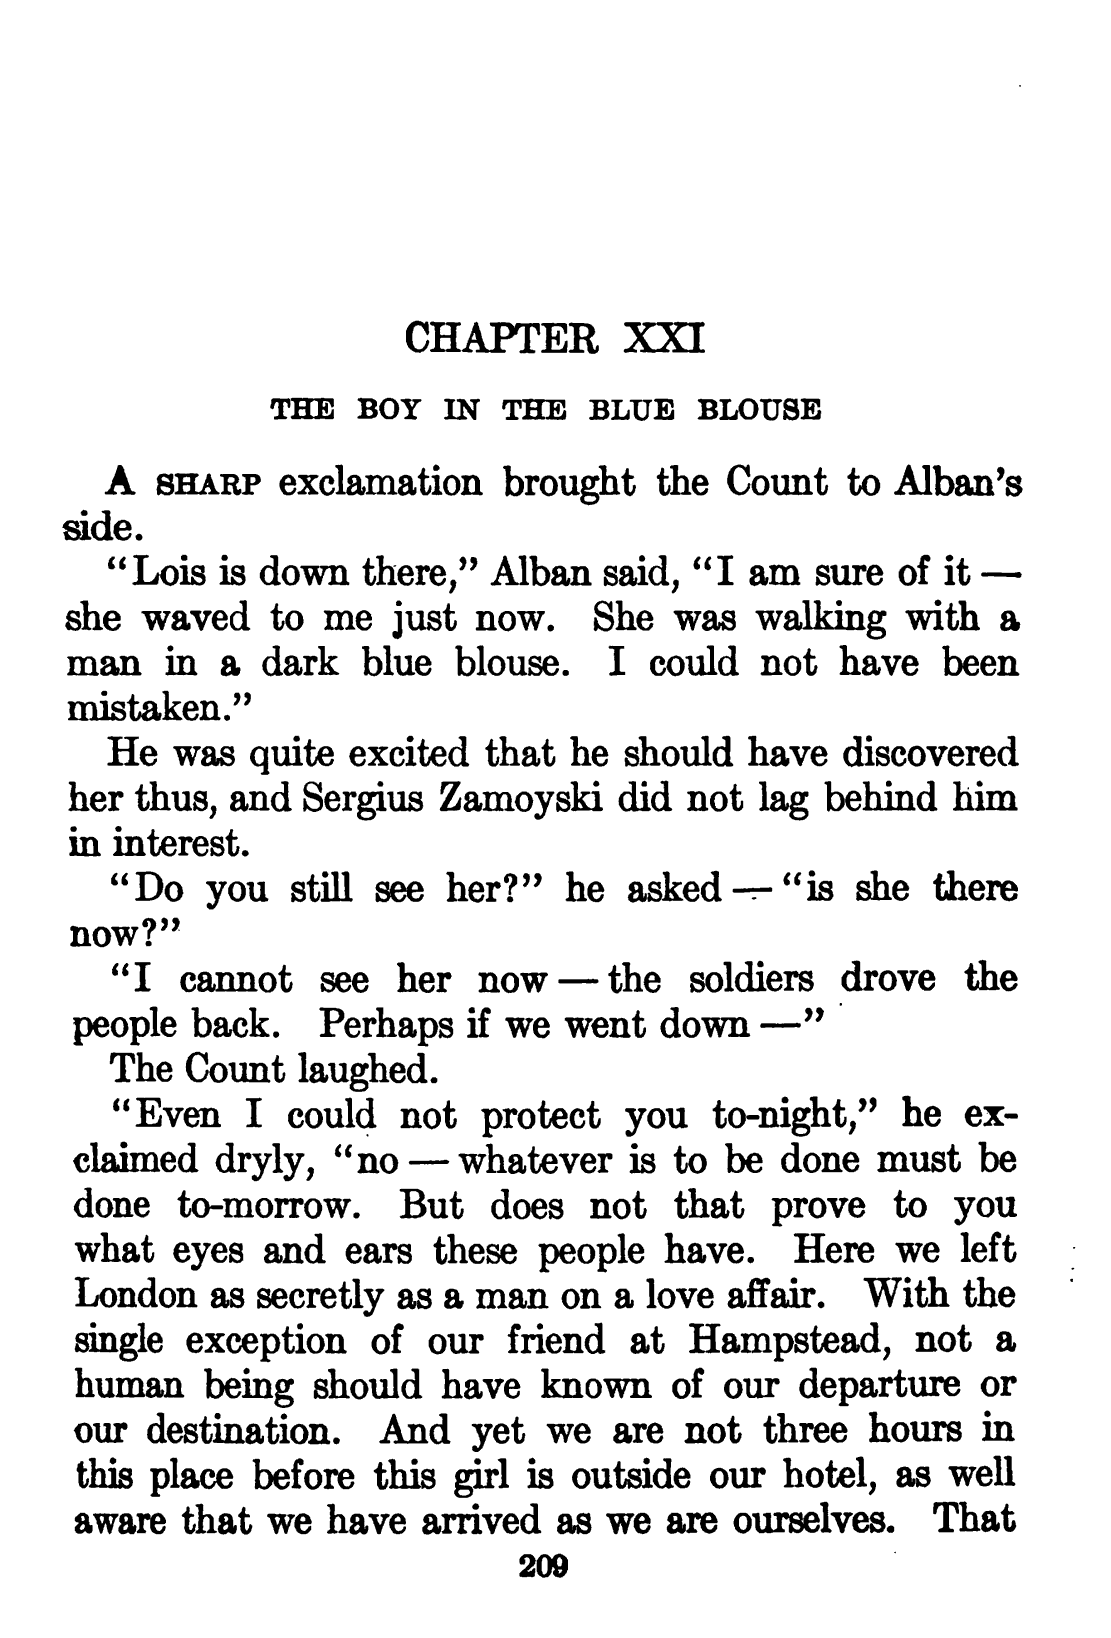 CHAPTER XXI
THE BOY IN THE BLUE BLOUSE
A SHARP exclamation brought the Count to Alban's
side.
"Lois is down there," Alban said, "I am sure of it —
she waved to me just now. She was walking with a
man in a dark blue blouse. I could not have been
mistaken."
He was quite excited that he should have discovered
her thus, and Sergius Zamoyski did not lag behind him
in interest.
"Do you still see her?" he asked — "is she there
now?"
"I cannot see her now — the soldiers drove the
people back. Perhaps if we went down —"
The Count laughed.
"Even I could not protect you to-night," he ex-
claimed dryly, "no — whatever is to be done must be
done to-morrow. But does not that prove to you
what eyes and ears these people have. Here we left
London as secretly as a man on a love affair. With the
single exception of our friend at Hampstead, not a
human being should have known of our departure or
our destination. And yet we are not three hours in
this place before this girl is outside our hotel, as well
aware that we have arrived as we are ourselves. That
209